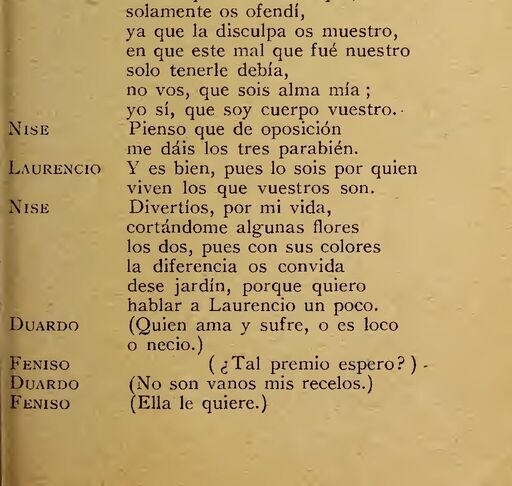 solamente os ofendí,
ya que la disculpa os muestro,
en que este mal que fué nuestro
solo tenerle debía,
no vos, que sois alma mía ;
yo sí, que soy cuerpo vuestro.
NISE Pienso que de oposición
me dáis los tres parabién.
LAURENCIO Y es bien, pues lo sois por quien
viven los que vuestros son.
NISE Divertíos, por mi vida,
cortándome algunas flores
los dos, pues con sus colores
la diferencia os convida
dese jardín, porque quiero
hablar a Laurencio un poco.
DUARDO (Quien ama y sufre, o es loco
o necio.)
FENISO (¿Tal premio espero?)
DUARDO (No son vanos mis recelos.)
FENISO (Ella le quiere.)